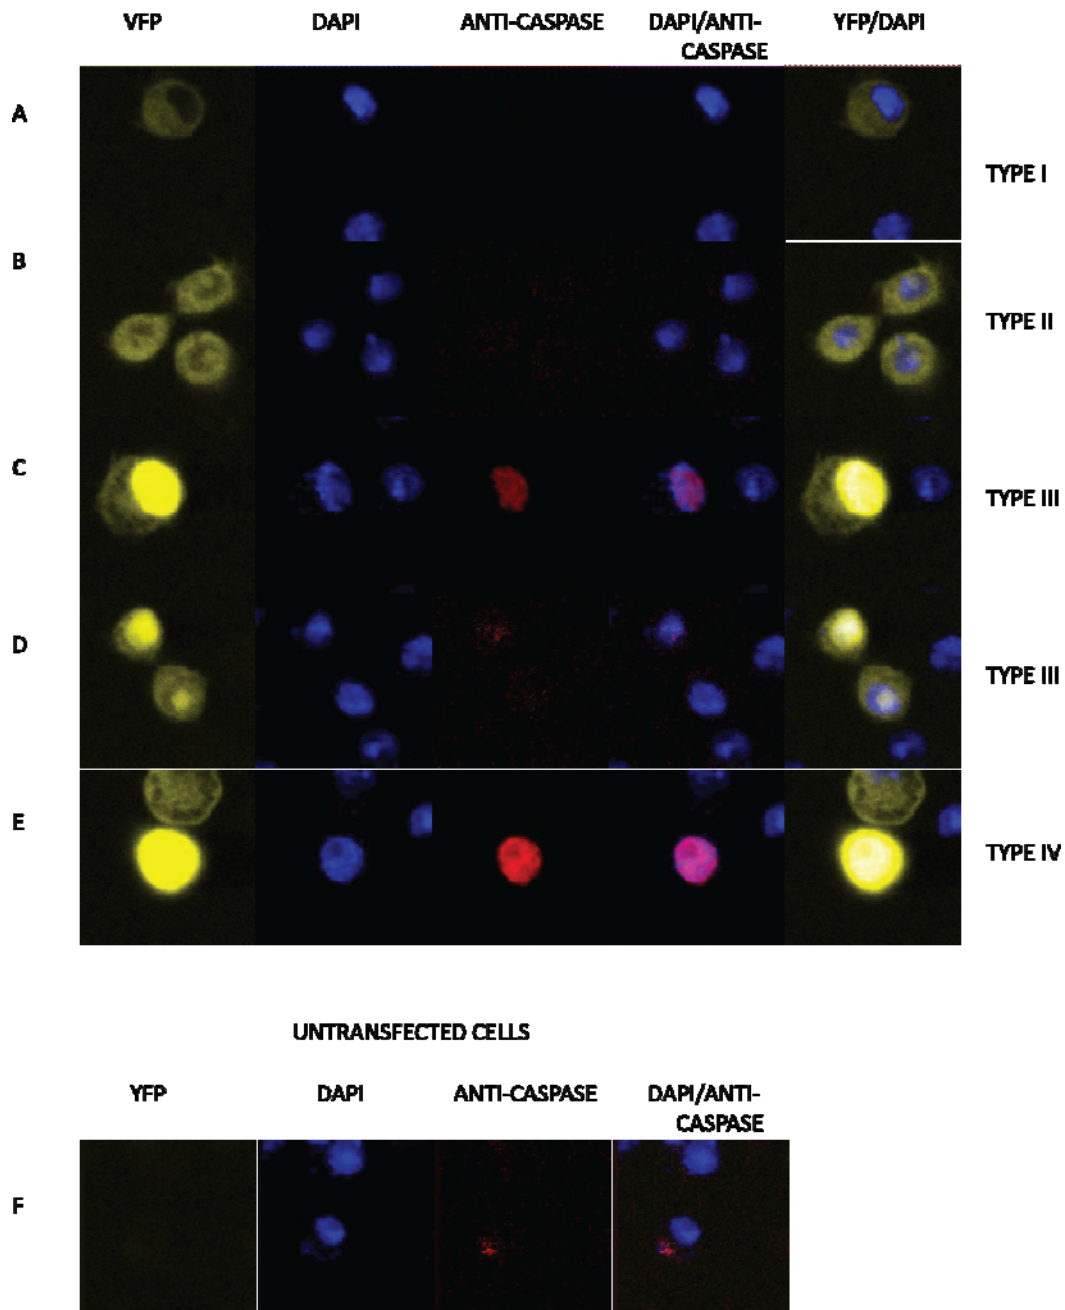 VFP DAPI ANTI-CASPASE DAPI/ANTI- YFP/DAPI
CASPASE
A
TYPE I
B
TYPE II
C
TYPE III
D
TYPE III
E
TYPE IV
UNTRANSFECTED CELLS
YFP DAPI ANTI-CASPASE DAPI/ANTI-
CASPASE
F